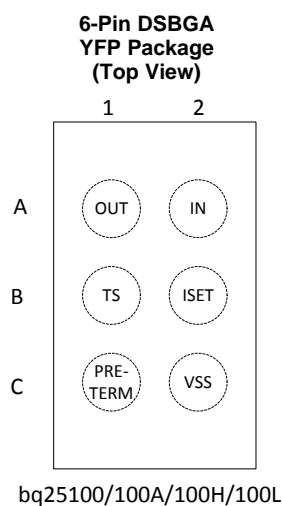 6-Pin DSBGA
YFP Package
(Top View)
1 2
A OUT IN
B TS ISET
C PRE-
TERM VSS
bq25100/100A/100H/100L